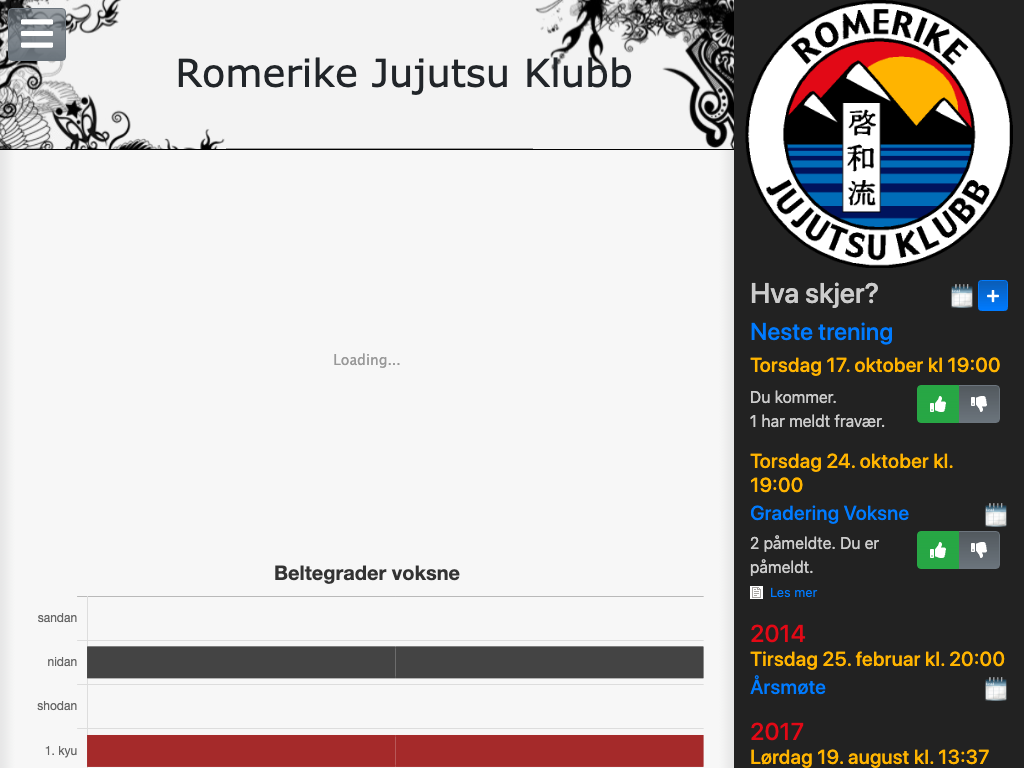 Romerike Jujutsu Klubb
Loading...
Beltegrader voksne
sandan
nidan
shodan
1. kyu
ROMERIKE
啓
和
流
JUJUTSU KLUBB
Hva skjer?
Neste trening
Torsdag 17. oktober kl 19:00
Du kommer.
1 har meldt fravær.
Torsdag 24. oktober kl.
19:00
Gradering Voksne
2 påmeldte. Du er
påmeldt.
Les mer
2014
Tirsdag 25. februar kl. 20:00
Årsmøte
2017
Lørdag 19. august kl. 13:37